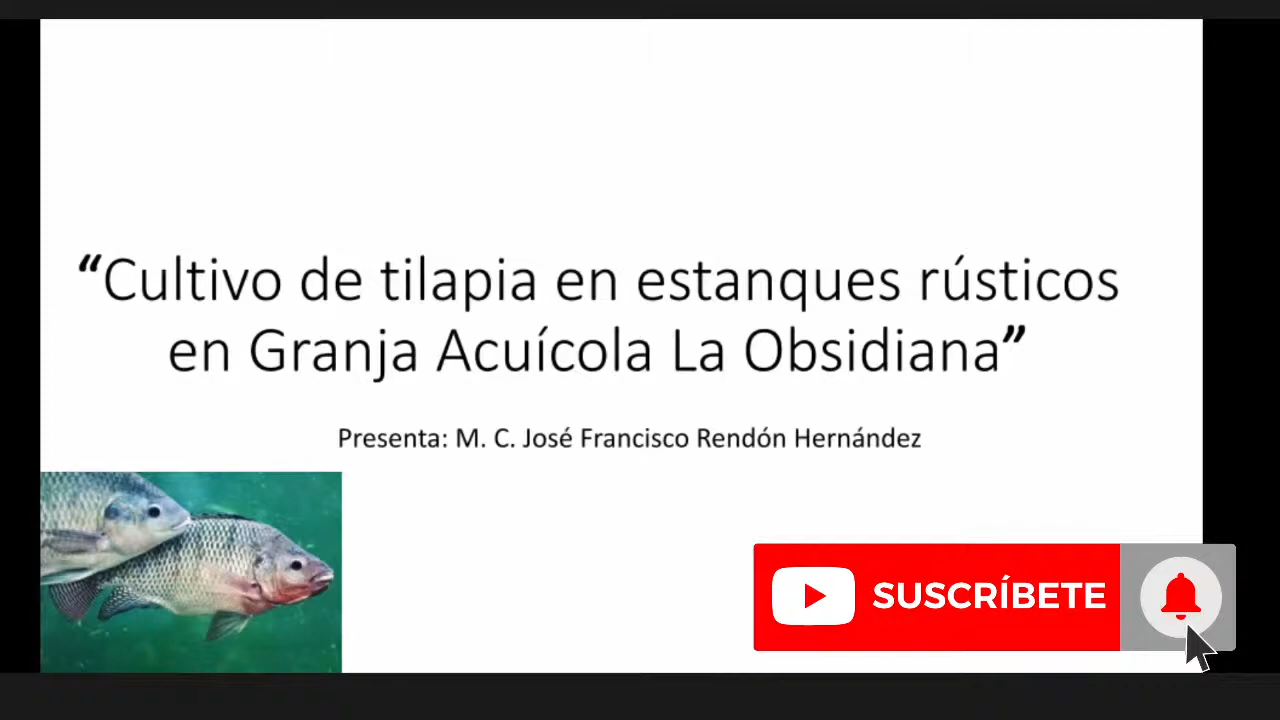 “Cultivo de tilapia en estanques rústicos
en Granja Acuícola La Obsidiana”
Presenta: M. C. José Francisco Rendón Hernández
SUSCRÍBETE